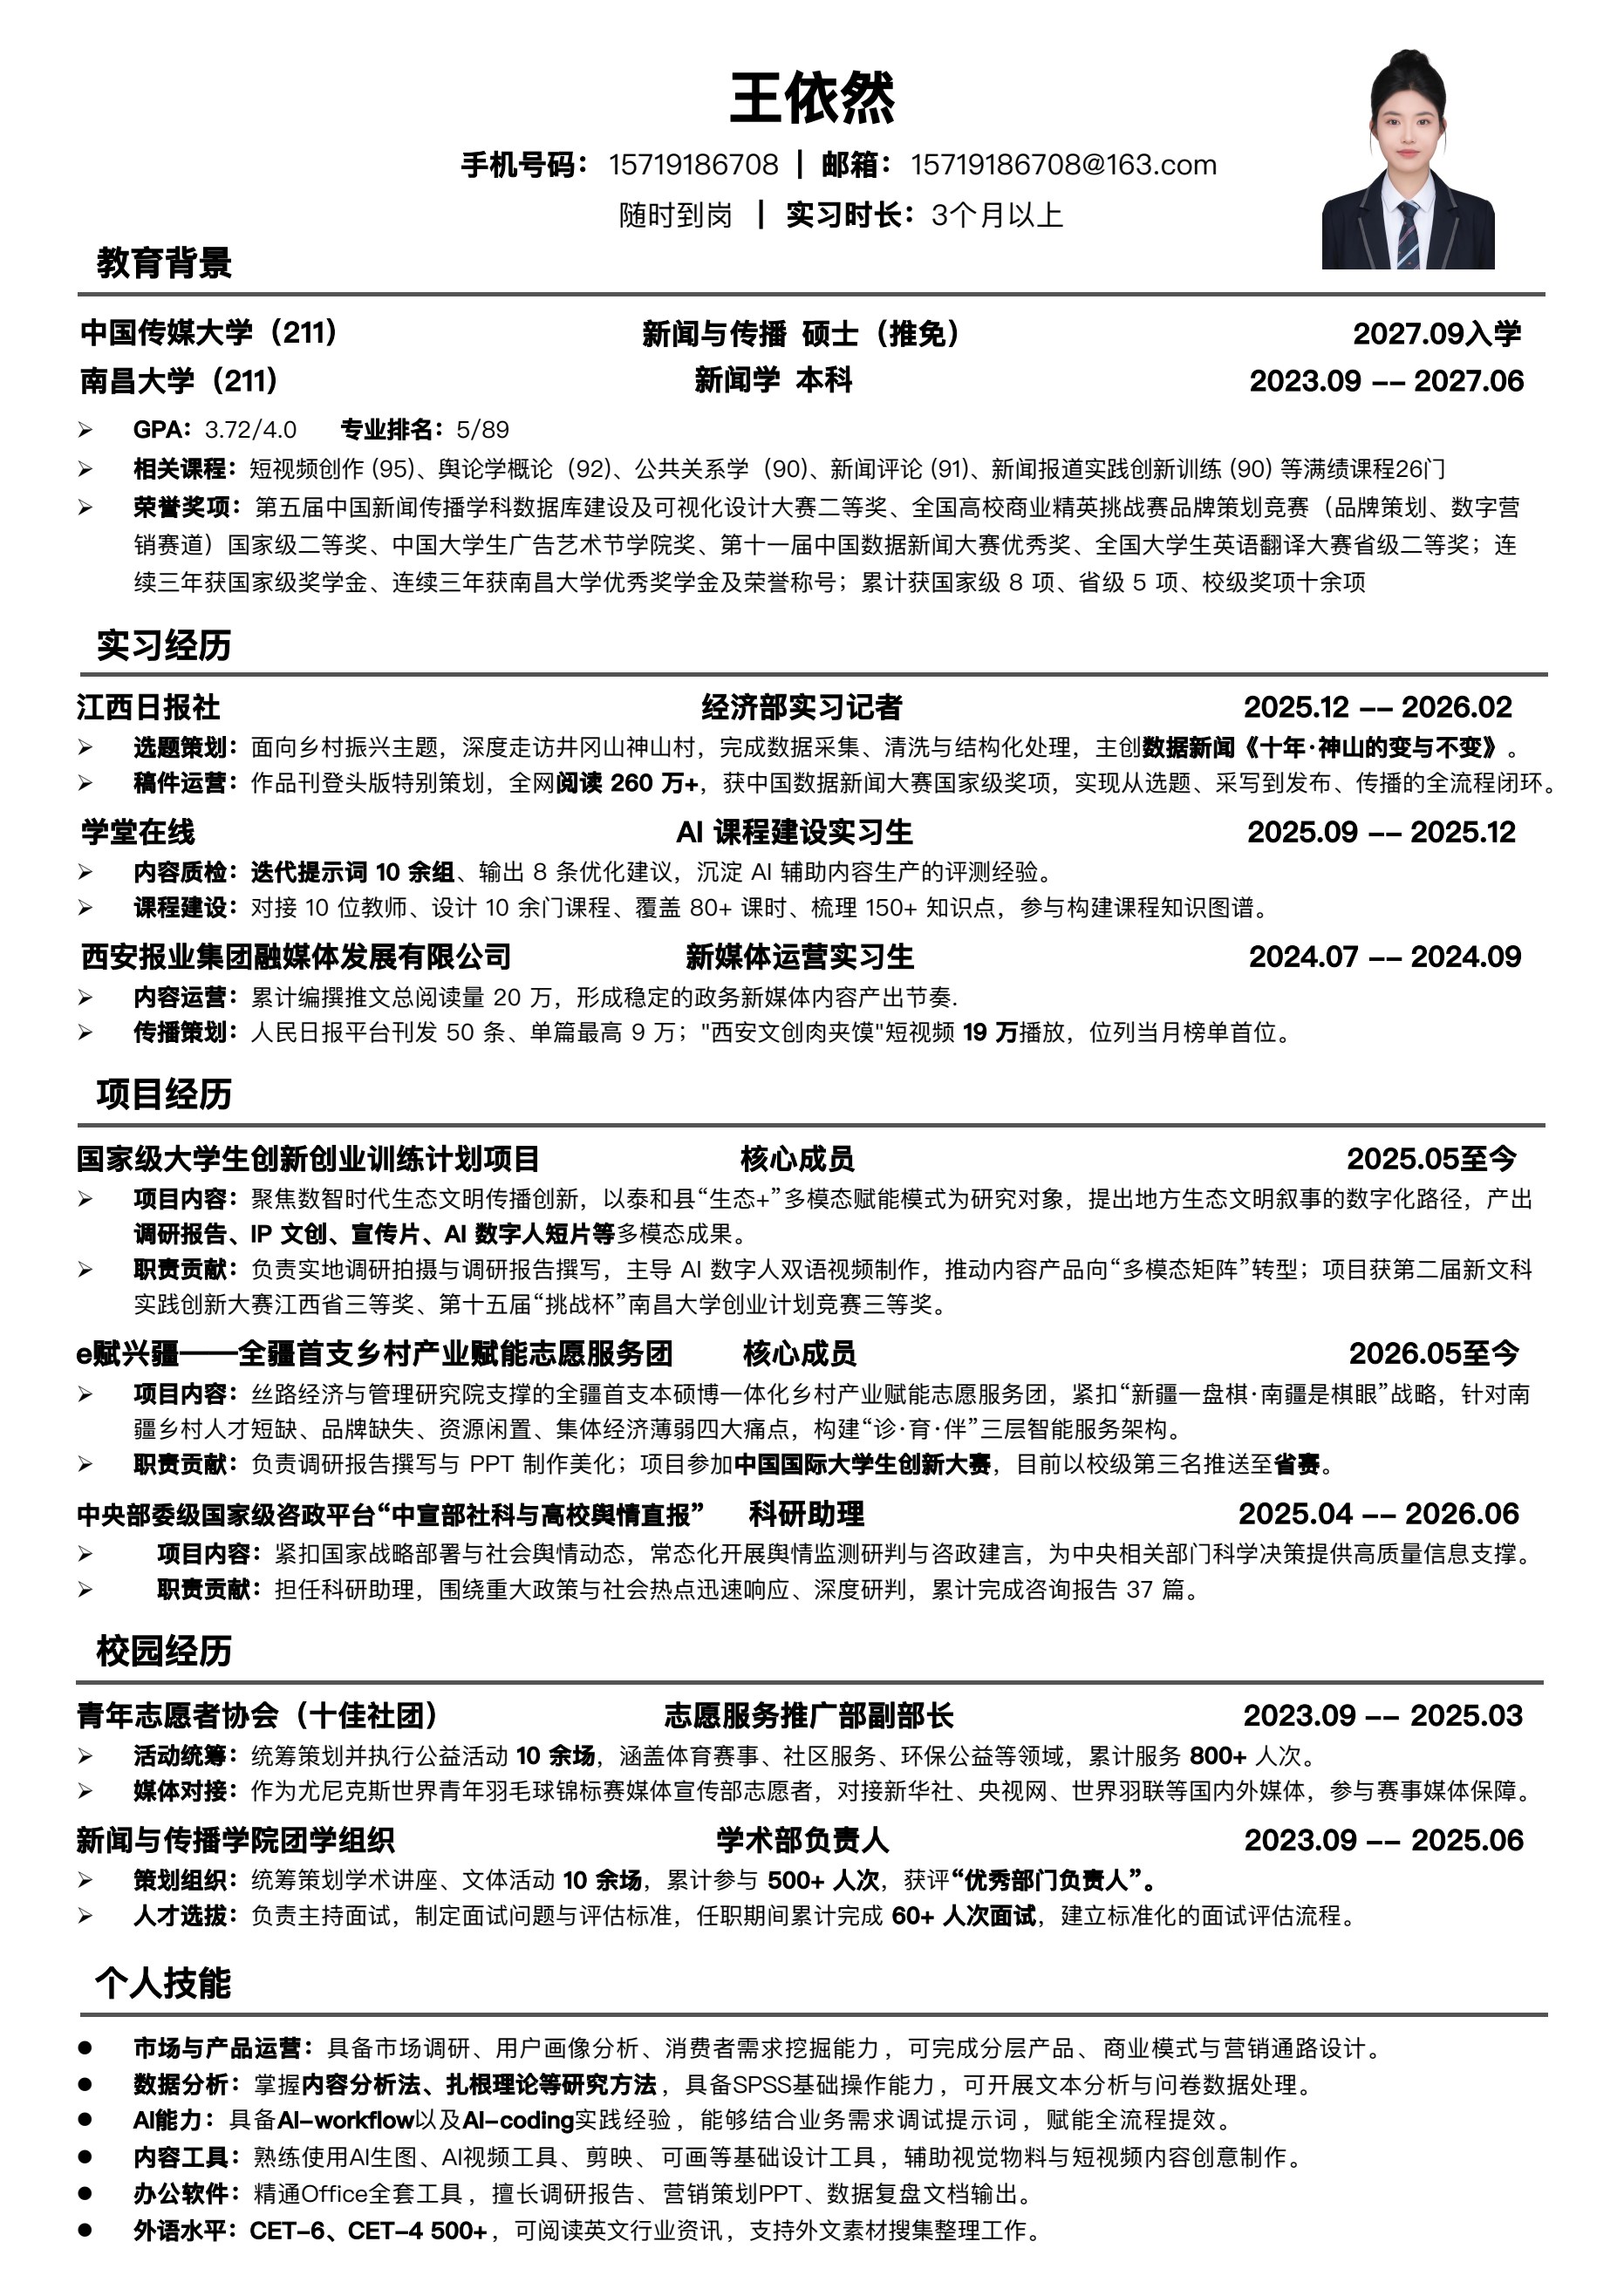 王依然
手机号码：15719186708 | 邮箱：15719186708@163.com
随时到岗 | 实习时长：3个月以上
教育背景
中国传媒大学（211） 新闻与传播 硕士（推免） 2027.09入学
南昌大学（211） 新闻学 本科 2023.09 -- 2027.06
➢ GPA：3.72/4.0 专业排名：5/89
➢ 相关课程：短视频创作 (95)、舆论学概论（92)、公共关系学（90)、新闻评论 (91)、新闻报道实践创新训练 (90) 等满绩课程26门
➢ 荣誉奖项：第五届中国新闻传播学科数据库建设及可视化设计大赛二等奖、全国高校商业精英挑战赛品牌策划竞赛（品牌策划、数字营
销赛道）国家级二等奖、中国大学生广告艺术节学院奖、第十一届中国数据新闻大赛优秀奖、全国大学生英语翻译大赛省级二等奖；连
续三年获国家级奖学金、连续三年获南昌大学优秀奖学金及荣誉称号；累计获国家级 8 项、省级 5 项、校级奖项十余项
实习经历
江西日报社 经济部实习记者 2025.12 -- 2026.02
➢ 选题策划：面向乡村振兴主题，深度走访井冈山神山村，完成数据采集、清洗与结构化处理，主创数据新闻《十年·神山的变与不变》。
➢ 稿件运营：作品刊登头版特别策划，全网阅读 260 万+，获中国数据新闻大赛国家级奖项，实现从选题、采写到发布、传播的全流程闭环。
学堂在线 AI 课程建设实习生 2025.09 -- 2025.12
➢ 内容质检：迭代提示词 10 余组、输出 8 条优化建议，沉淀 AI 辅助内容生产的评测经验。
➢ 课程建设：对接 10 位教师、设计 10 余门课程、覆盖 80+ 课时、梳理 150+ 知识点，参与构建课程知识图谱。
西安报业集团融媒体发展有限公司 新媒体运营实习生 2024.07 -- 2024.09
➢ 内容运营：累计编撰推文总阅读量 20 万，形成稳定的政务新媒体内容产出节奏.
➢ 传播策划：人民日报平台刊发 50 条、单篇最高 9 万；"西安文创肉夹馍"短视频 19 万播放，位列当月榜单首位。
项目经历
国家级大学生创新创业训练计划项目 核心成员 2025.05至今
➢ 项目内容：聚焦数智时代生态文明传播创新，以泰和县“生态+”多模态赋能模式为研究对象，提出地方生态文明叙事的数字化路径，产出
调研报告、IP 文创、宣传片、AI 数字人短片等多模态成果。
➢ 职责贡献：负责实地调研拍摄与调研报告撰写，主导 AI 数字人双语视频制作，推动内容产品向“多模态矩阵”转型；项目获第二届新文科
实践创新大赛江西省三等奖、第十五届“挑战杯”南昌大学创业计划竞赛三等奖。
e赋兴疆——全疆首支乡村产业赋能志愿服务团 核心成员 2026.05至今
➢ 项目内容：丝路经济与管理研究院支撑的全疆首支本硕博一体化乡村产业赋能志愿服务团，紧扣“新疆一盘棋·南疆是棋眼”战略，针对南
疆乡村人才短缺、品牌缺失、资源闲置、集体经济薄弱四大痛点，构建“诊·育·伴”三层智能服务架构。
➢ 职责贡献：负责调研报告撰写与 PPT 制作美化；项目参加中国国际大学生创新大赛，目前以校级第三名推送至省赛。
中央部委级国家级咨政平台“中宣部社科与高校舆情直报” 科研助理 2025.04 -- 2026.06
➢ 项目内容：紧扣国家战略部署与社会舆情动态，常态化开展舆情监测研判与咨政建言，为中央相关部门科学决策提供高质量信息支撑。
➢ 职责贡献：担任科研助理，围绕重大政策与社会热点迅速响应、深度研判，累计完成咨询报告 37 篇。
校园经历
青年志愿者协会（十佳社团） 志愿服务推广部副部长 2023.09 -- 2025.03
➢ 活动统筹：统筹策划并执行公益活动 10 余场，涵盖体育赛事、社区服务、环保公益等领域，累计服务 800+ 人次。
➢ 媒体对接：作为尤尼克斯世界青年羽毛球锦标赛媒体宣传部志愿者，对接新华社、央视网、世界羽联等国内外媒体，参与赛事媒体保障。
新闻与传播学院团学组织 学术部负责人 2023.09 -- 2025.06
➢ 策划组织：统筹策划学术讲座、文体活动 10 余场，累计参与 500+ 人次，获评“优秀部门负责人”。
➢ 人才选拔：负责主持面试，制定面试问题与评估标准，任职期间累计完成 60+ 人次面试，建立标准化的面试评估流程。
个人技能
● 市场与产品运营：具备市场调研、用户画像分析、消费者需求挖掘能力，可完成分层产品、商业模式与营销通路设计。
● 数据分析：掌握内容分析法、扎根理论等研究方法，具备SPSS基础操作能力，可开展文本分析与问卷数据处理。
● AI能力：具备AI-workflow以及AI-coding实践经验，能够结合业务需求调试提示词，赋能全流程提效。
● 内容工具：熟练使用AI生图、AI视频工具、剪映、可画等基础设计工具，辅助视觉物料与短视频内容创意制作。
● 办公软件：精通Office全套工具，擅长调研报告、营销策划PPT、数据复盘文档输出。
● 外语水平：CET-6、CET-4 500+，可阅读英文行业资讯，支持外文素材搜集整理工作。